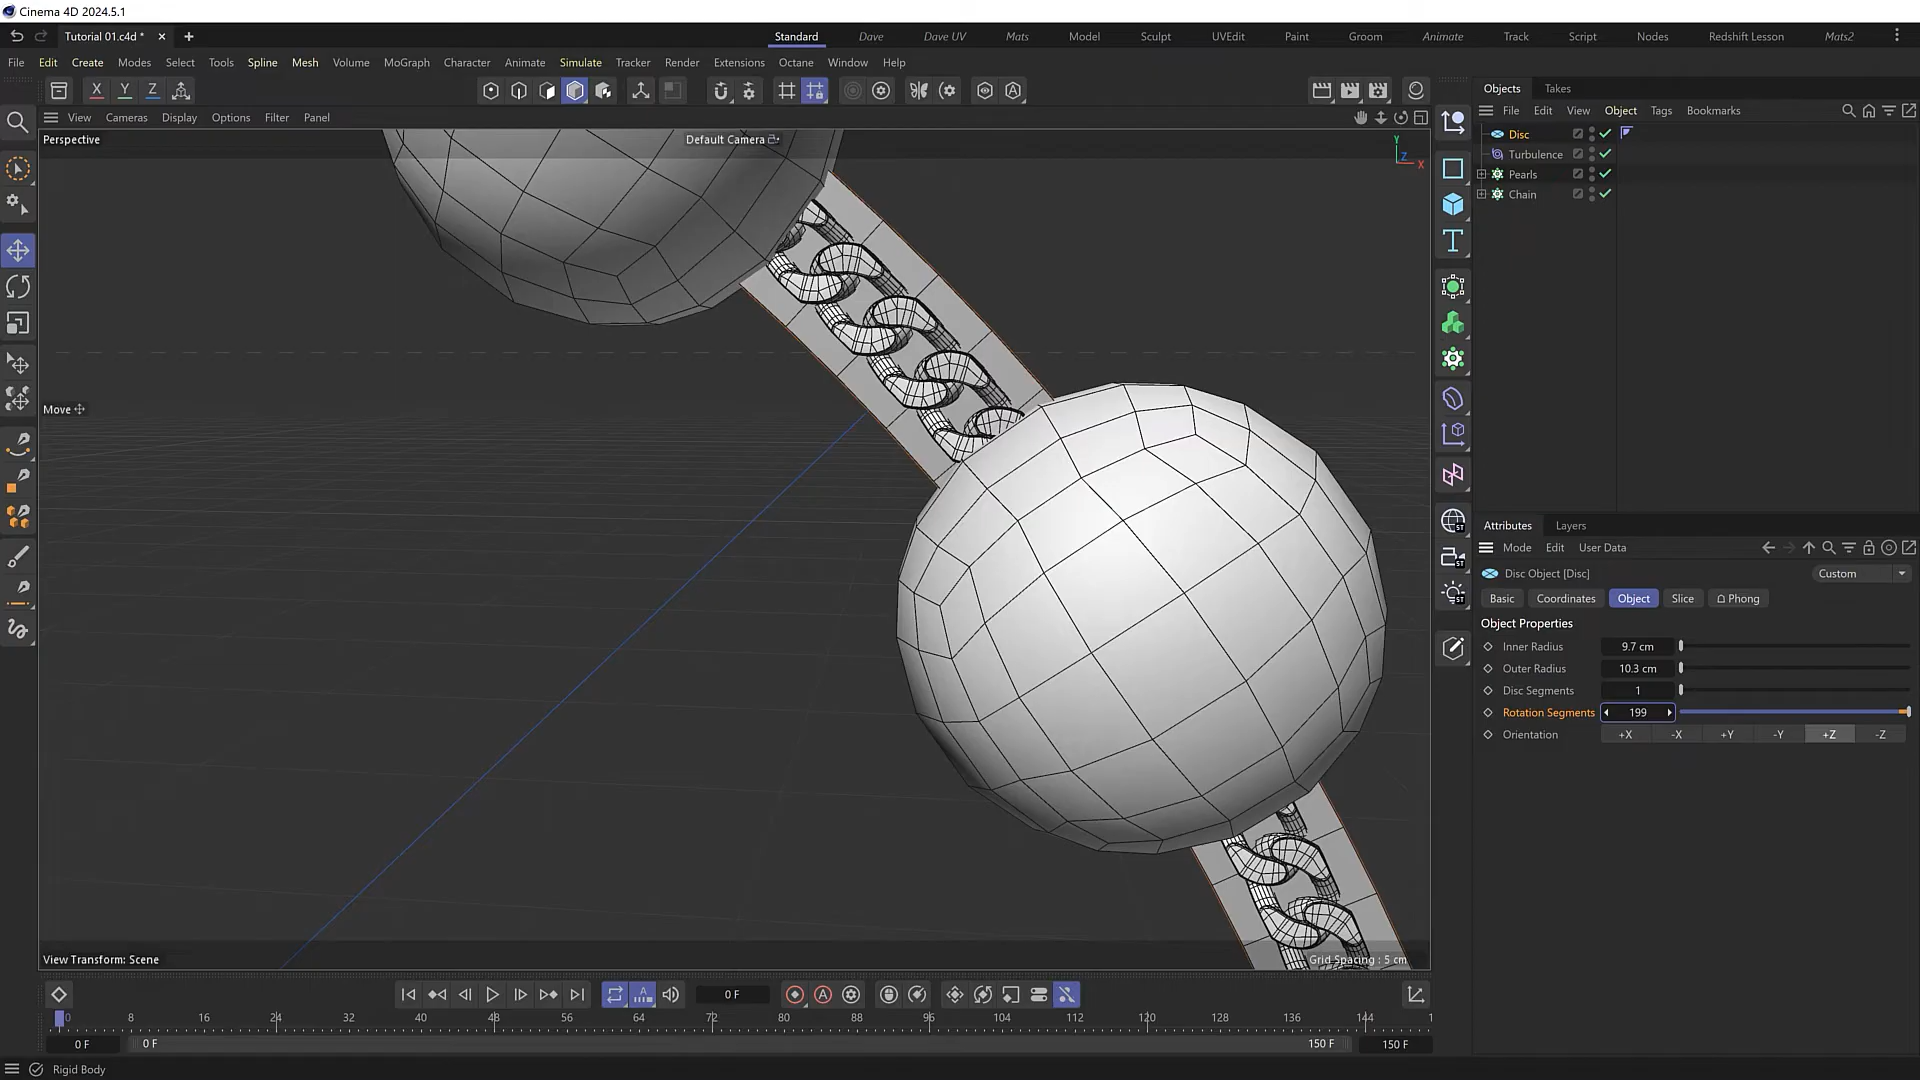 Cinema 4D 2024.5.1
Tutorial 01.c4d *
Standard Dave Dave UV Mats Model Sculpt UVEdit Paint Groom Animate Track Script Nodes Redshift Lesson Mats2
File Edit Create Modes Select Tools Spline Mesh Volume MoGraph Character Animate Simulate Tracker Render Extensions Octane Window Help
X Y Z
View Cameras Display Options Filter Panel
Perspective
Default Camera
Y
Z X
Move
View Transform: Scene
Grid Spacing : 5 cm
Objects Takes
File Edit View Object Tags Bookmarks
Disc
Turbulence
Pearls
Chain
ST
ST
ST
Attributes Layers
Mode Edit User Data
Disc Object [Disc]
Custom
Basic Coordinates Object Slice Phong
Object Properties
Inner Radius 9.7 cm
Outer Radius 10.3 cm
Disc Segments 1
Rotation Segments 199
Orientation +X -X +Y -Y +Z -Z
0 F
0 8 16 24 32 40 48 56 64 72 80 88 96 104 112 120 128 136 144 1
0 F 0 F 150 F 150 F
Rigid Body